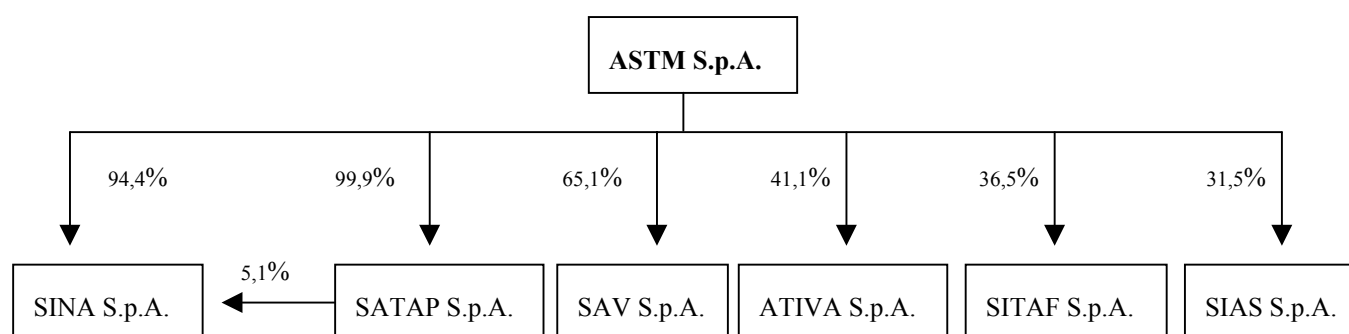 ASTM S.p.A.
94,4%
99,9%
65,1%
41,1%
36,5%
31,5%
5,1%
SINA S.p.A.
SATAP S.p.A.
SAV S.p.A.
ATIVA S.p.A.
SITAF S.p.A.
SIAS S.p.A.